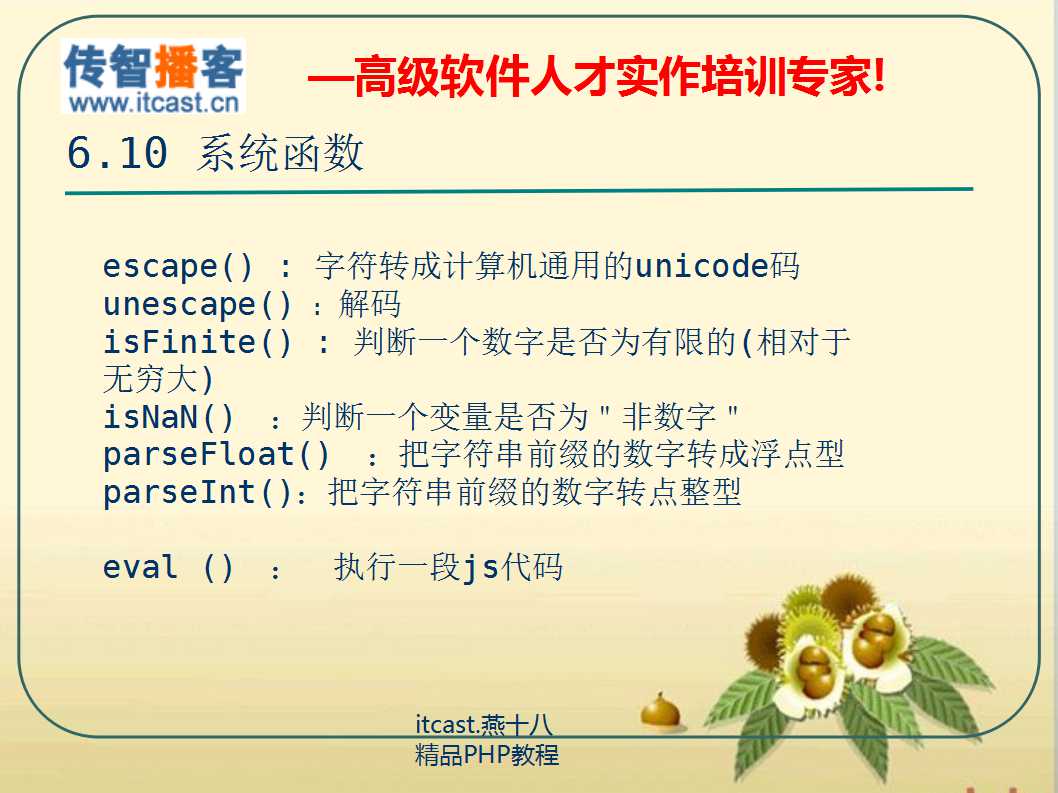 传智播客
www.itcast.cn
—高级软件人才实作培训专家!
6.10 系统函数
escape() : 字符转成计算机通用的unicode码
unescape() ：解码
isFinite() : 判断一个数字是否为有限的(相对于
无穷大)
isNaN() ：判断一个变量是否为＂非数字＂
parseFloat() ：把字符串前缀的数字转成浮点型
parseInt()：把字符串前缀的数字转点整型
eval () ： 执行一段js代码
itcast.燕十八
精品PHP教程